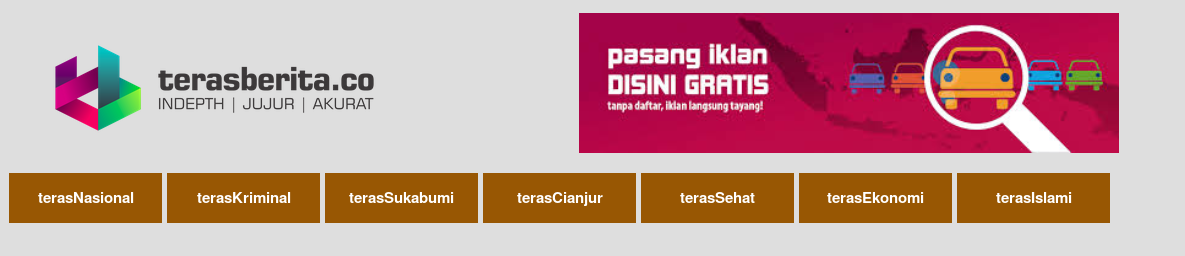 terasberita.co
INDEPTH | JUJUR | AKURAT
pasang iklan
DISINI GRATIS
tanpa daftar, iklan langsung tayang!
terasNasional terasKriminal terasSukabumi terasCianjur terasSehat terasEkonomi terasIslami